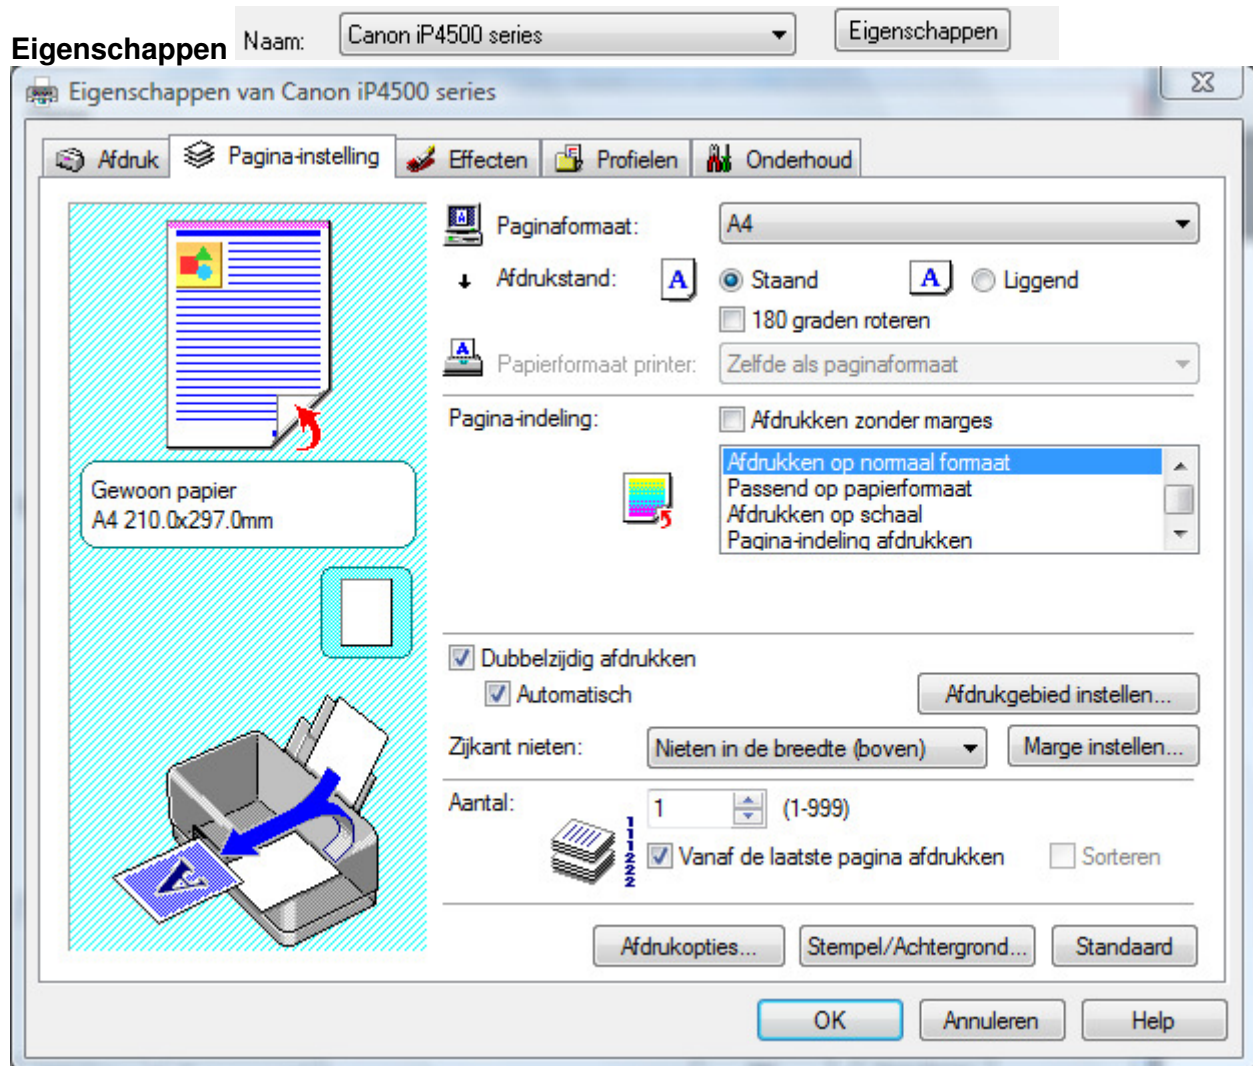 Eigenschappen Naam: Canon iP4500 series Eigenschappen
Eigenschappen van Canon iP4500 series
Afdruk Pagina-instelling Effecten Profielen Onderhoud
Paginaformaat: A4
Afdrukstand: A Staand A Liggend
180 graden roteren
Papierformaat printer: Zelfde als paginaformaat
Pagina-indeling: Afdrukken zonder marges
Afdrukken op normaal formaat
Passend op papierformaat
Afdrukken op schaal
Pagina-indeling afdrukken
Gewoon papier
A4 210.0x297.0mm
Dubbelzijdig afdrukken
Automatisch Afdrukgebied instellen...
Zijkant nieten: Nieten in de breedte (boven) Marge instellen...
Aantal: 1 (1-999)
112222
Vanaf de laatste pagina afdrukken Sorteren
Afdrukopties... Stempel/Achtergrond... Standaard
OK Annuleren Help